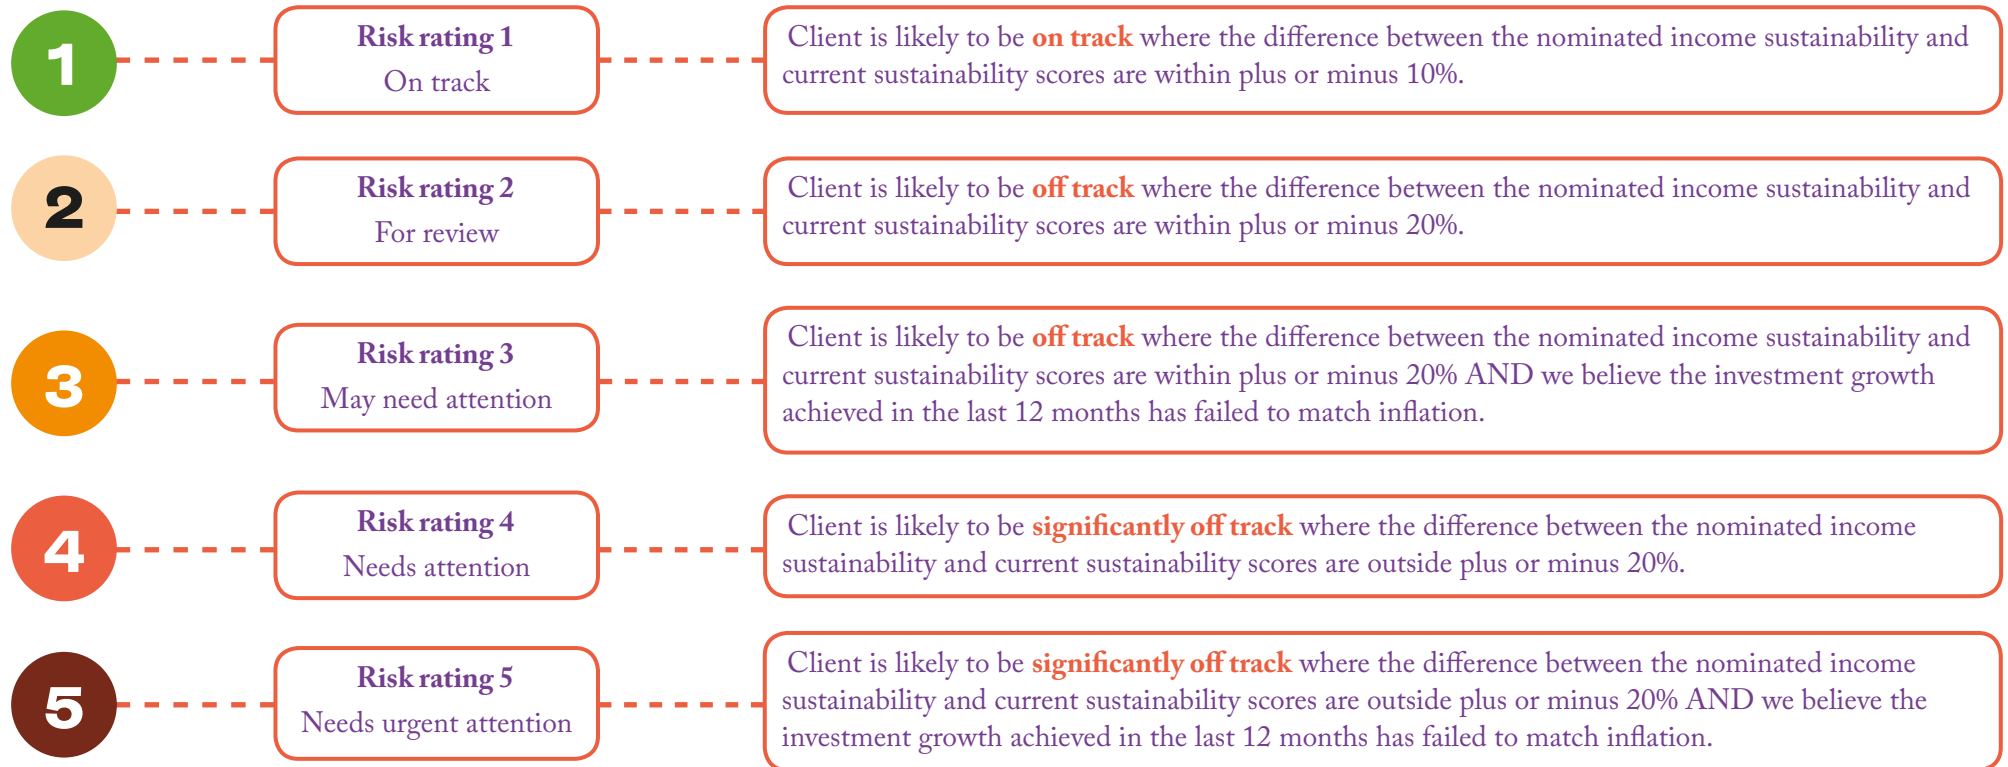 1
Risk rating 1
On track
Client is likely to be on track where the difference between the nominated income sustainability and
current sustainability scores are within plus or minus 10%.
2
Risk rating 2
For review
Client is likely to be off track where the difference between the nominated income sustainability and
current sustainability scores are within plus or minus 20%.
3
Risk rating 3
May need attention
Client is likely to be off track where the difference between the nominated income sustainability and
current sustainability scores are within plus or minus 20% AND we believe the investment growth
achieved in the last 12 months has failed to match inflation.
4
Risk rating 4
Needs attention
Client is likely to be significantly off track where the difference between the nominated income
sustainability and current sustainability scores are outside plus or minus 20%.
5
Risk rating 5
Needs urgent attention
Client is likely to be significantly off track where the difference between the nominated income
sustainability and current sustainability scores are outside plus or minus 20% AND we believe the
investment growth achieved in the last 12 months has failed to match inflation.